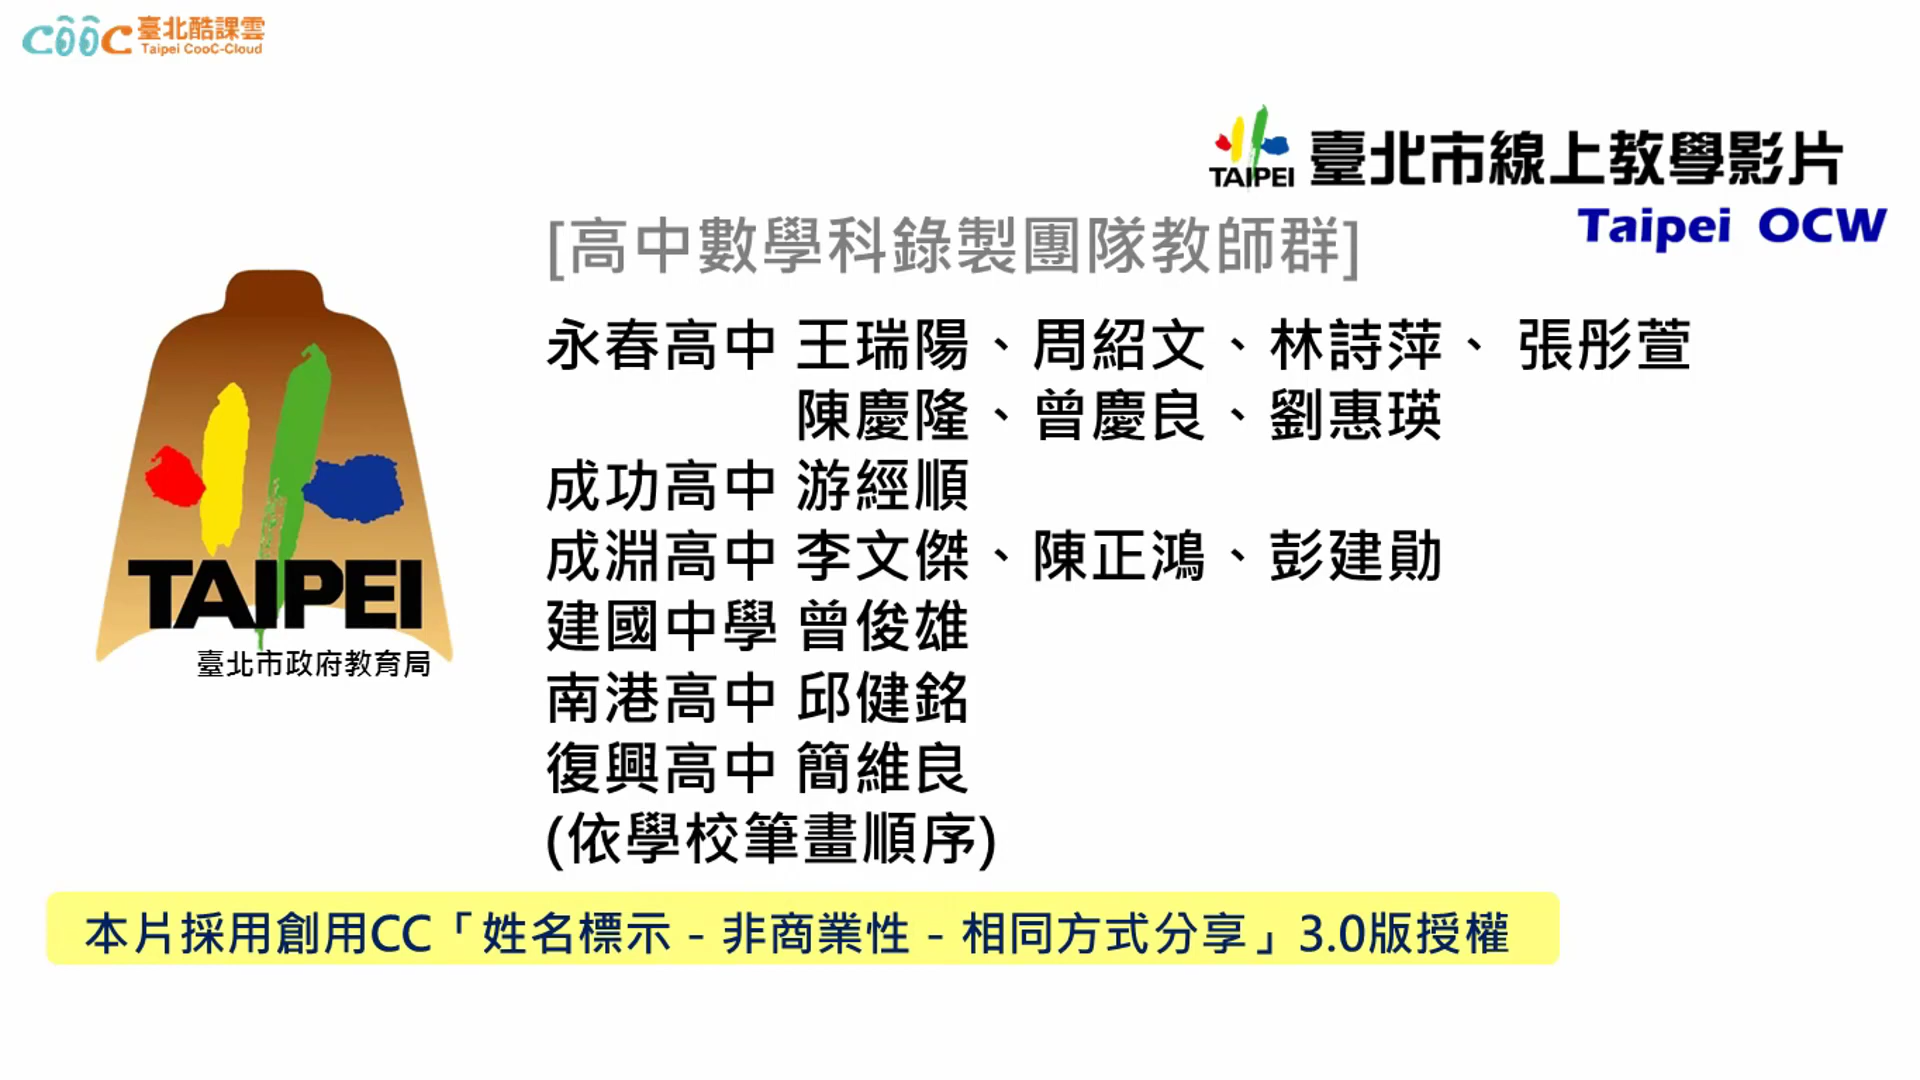 cooc 臺北酷課雲
Taipei CooC-Cloud
TAIPEI 臺北市線上教學影片
Taipei OCW
[高中數學科錄製團隊教師群]
永春高中 王瑞陽、周紹文、林詩萍、張彤萱
陳慶隆、曾慶良、劉惠瑛
成功高中 游經順
成淵高中 李文傑、陳正鴻、彭建勛
建國中學 曾俊雄
南港高中 邱健銘
復興高中 簡維良
(依學校筆畫順序)
TAIPEI
臺北市政府教育局
本片採用創用CC「姓名標示－非商業性－相同方式分享」3.0版授權